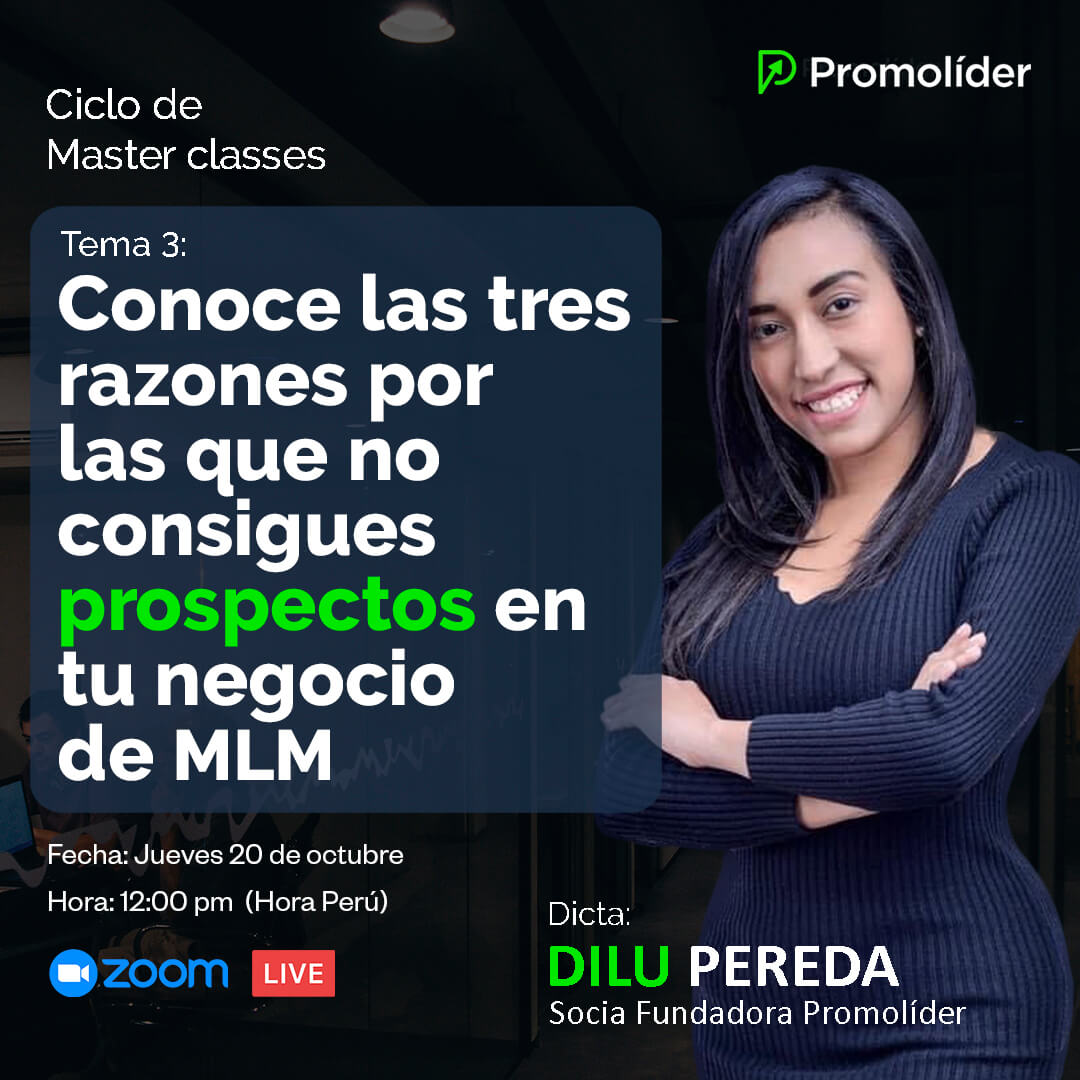 Promolíder
Ciclo de
Master classes
Tema 3:
Conoce las tres
razones por
las que no
consigues
prospectos en
tu negocio
de MLM
Fecha: Jueves 20 de octubre
Hora: 12:00 pm (Hora Perú)
zoom LIVE
Dicta:
DILU PEREDA
Socia Fundadora Promolíder